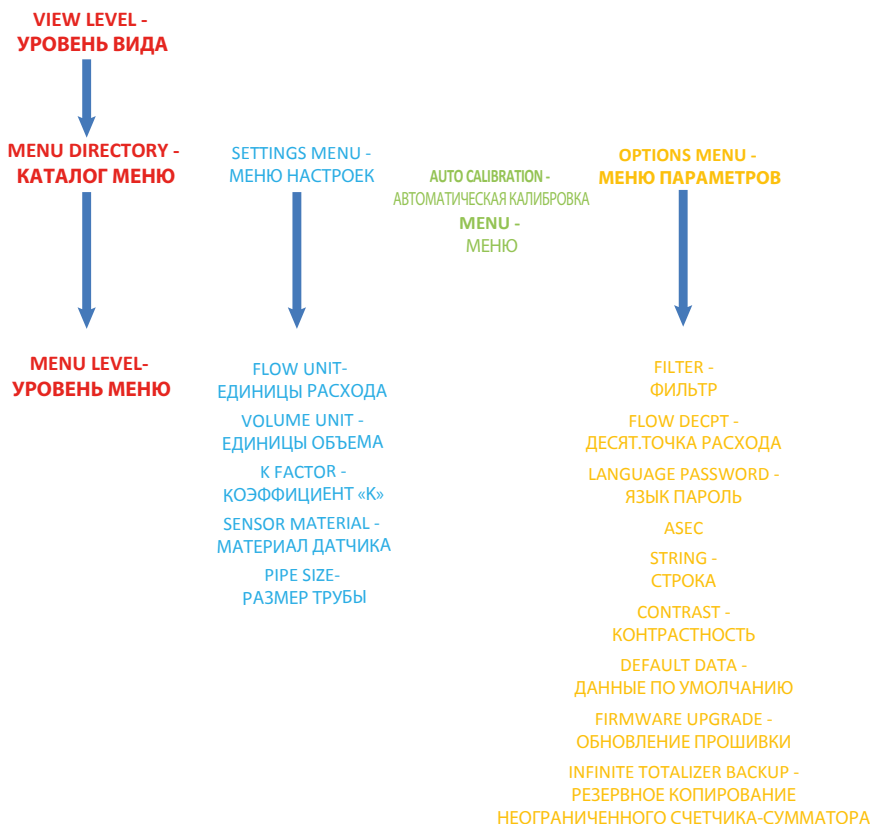 VIEW LEVEL -
УРОВЕНЬ ВИДА
MENU DIRECTORY -
КАТАЛОГ МЕНЮ
SETTINGS MENU -
МЕНЮ НАСТРОЕК
AUTO CALIBRATION -
АВТОМАТИЧЕСКАЯ КАЛИБРОВКА
MENU -
МЕНЮ
OPTIONS MENU -
МЕНЮ ПАРАМЕТРОВ
MENU LEVEL-
УРОВЕНЬ МЕНЮ
FLOW UNIT-
ЕДИНИЦЫ РАСХОДА
VOLUME UNIT -
ЕДИНИЦЫ ОБЪЕМА
K FACTOR -
КОЭФФИЦИЕНТ «К»
SENSOR MATERIAL -
МАТЕРИАЛ ДАТЧИКА
PIPE SIZE-
РАЗМЕР ТРУБЫ
FILTER -
ФИЛЬТР
FLOW DECPT -
ДЕСЯТ.ТОЧКА РАСХОДА
LANGUAGE PASSWORD -
ЯЗЫК ПАРОЛЬ
ASEC
STRING -
СТРОКА
CONTRAST -
КОНТРАСТНОСТЬ
DEFAULT DATA -
ДАННЫЕ ПО УМОЛЧАНИЮ
FIRMWARE UPGRADE -
ОБНОВЛЕНИЕ ПРОШИВКИ
INFINITE TOTALIZER BACKUP -
РЕЗЕРВНОЕ КОПИРОВАНИЕ
НЕОГРАНИЧЕННОГО СЧЕТЧИКА-СУММАТОРА